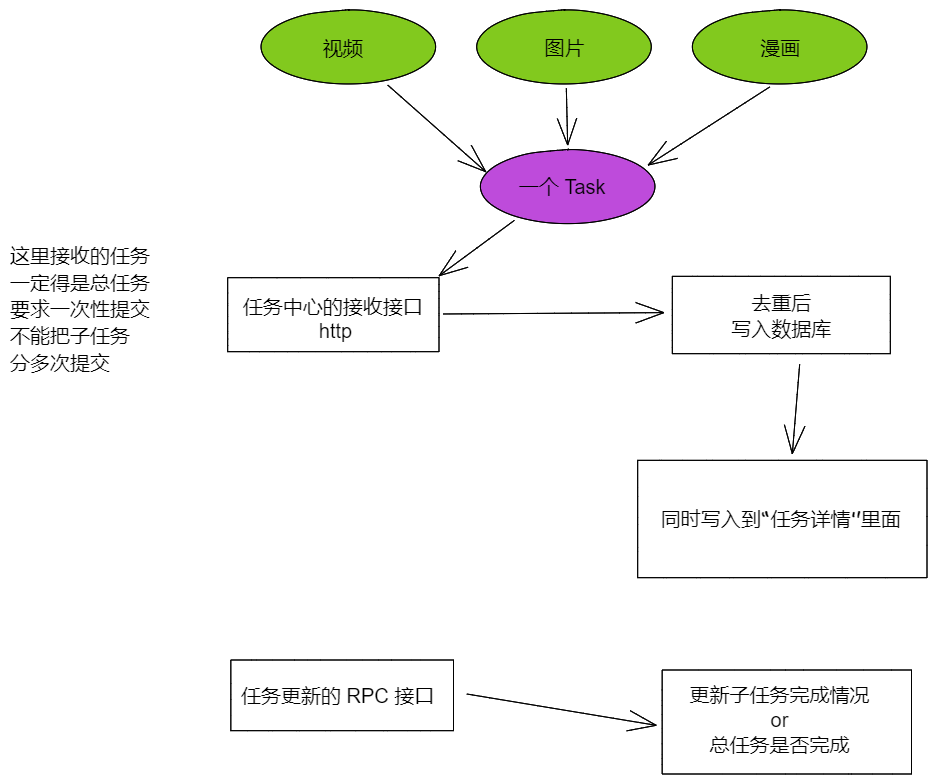 视频
图片
漫画
一个 Task
这里接收的任务
一定得是总任务
要求一次性提交
不能把子任务
分多次提交
任务中心的接收接口
http
去重后
写入数据库
同时写入到“任务详情”里面
任务更新的 RPC 接口
更新子任务完成情况
or
总任务是否完成